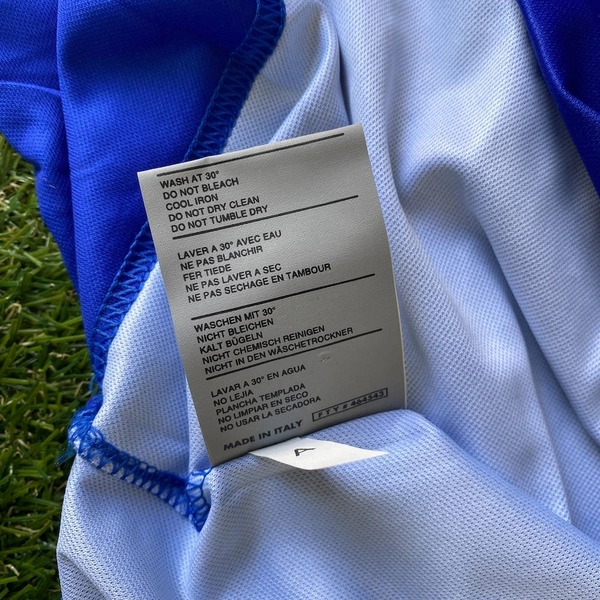 WASH AT 30°
DO NOT BLEACH
COOL IRON
DO NOT DRY CLEAN
DO NOT TUMBLE DRY
LAVER A 30° AVEC EAU
NE PAS BLANCHIR
FER TIEDE
NE PAS LAVER A SEC
NE PAS SECHAGE EN TAMBOUR
WASCHEN MIT 30°
NICHT BLEICHEN
KALT BÜGELN
NICHT CHEMISCH REINIGEN
NICHT IN DEN WÄSCHETROCKNER
LAVAR A 30° EN AGUA
NO LEJIA
PLANCHA TEMPLADA
NO LIMPIAR EN SECO
NO USAR LA SECADORA
MADE IN ITALY FTY # 464543
A